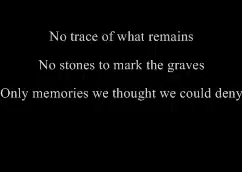 No trace of what remains
No stones to mark the graves
Only memories we thought we could deny